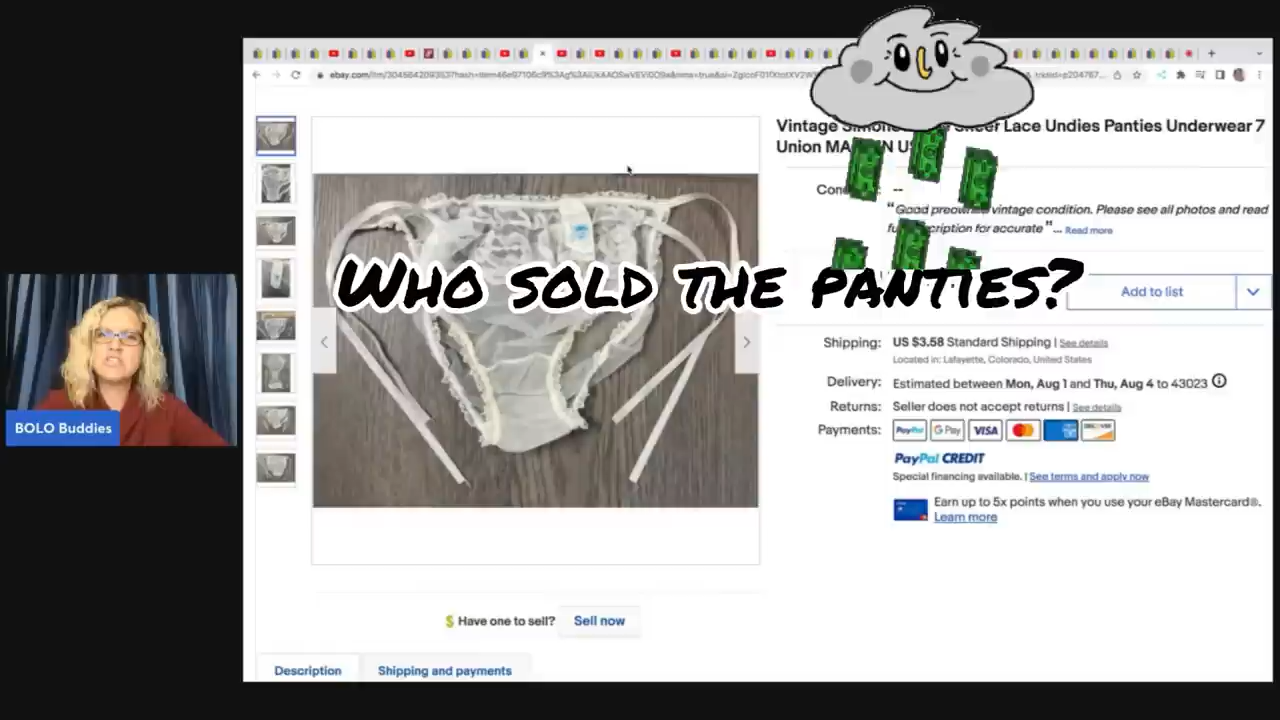 Vintage Lace Undies Panties Underwear 7
Union
--
"Good preowned vintage condition. Please see all photos and read
full description for accurate "... Read more
Who sold the panties?
Add to list
Shipping: US $3.58 Standard Shipping | See details
Located in: Lafayette, Colorado, United States
Delivery: Estimated between Mon, Aug 1 and Thu, Aug 4 to 43023
Returns: Seller does not accept returns | See details
Payments: PayPal G Pay VISA
DISCOVER
PayPal CREDIT
Special financing available. | See terms and apply now
Earn up to 5x points when you use your eBay Mastercard®.
Learn more
BOLO Buddies
$ Have one to sell? Sell now
Description Shipping and payments